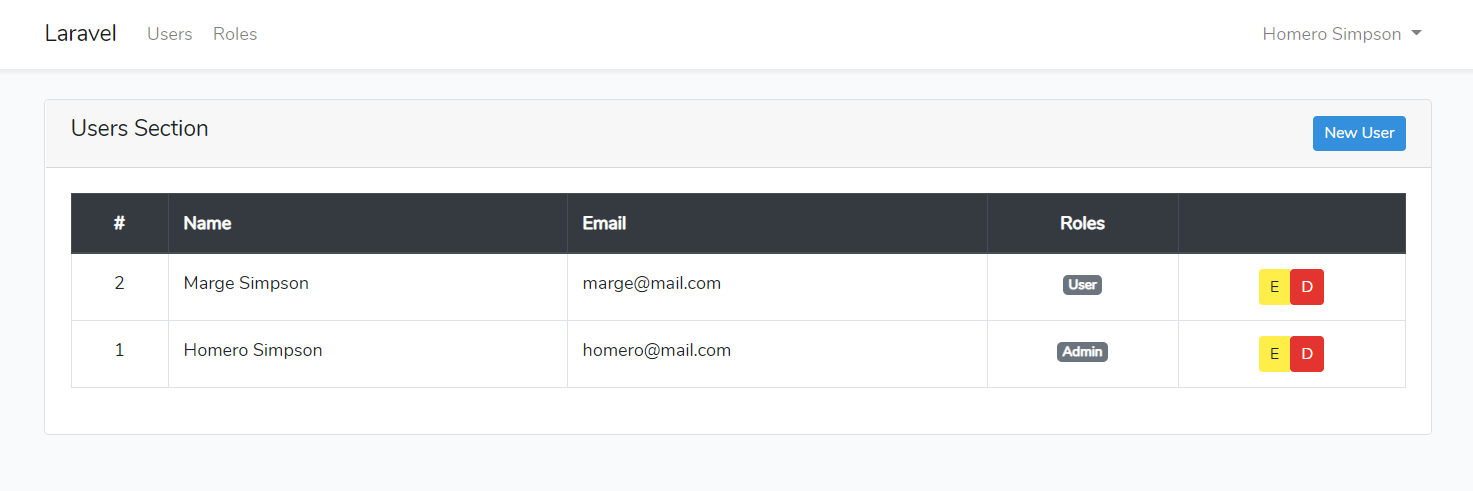 Laravel Users Roles Homero Simpson
Users Section New User
# Name Email Roles
2 Marge Simpson marge@mail.com User E D
1 Homero Simpson homero@mail.com Admin E D